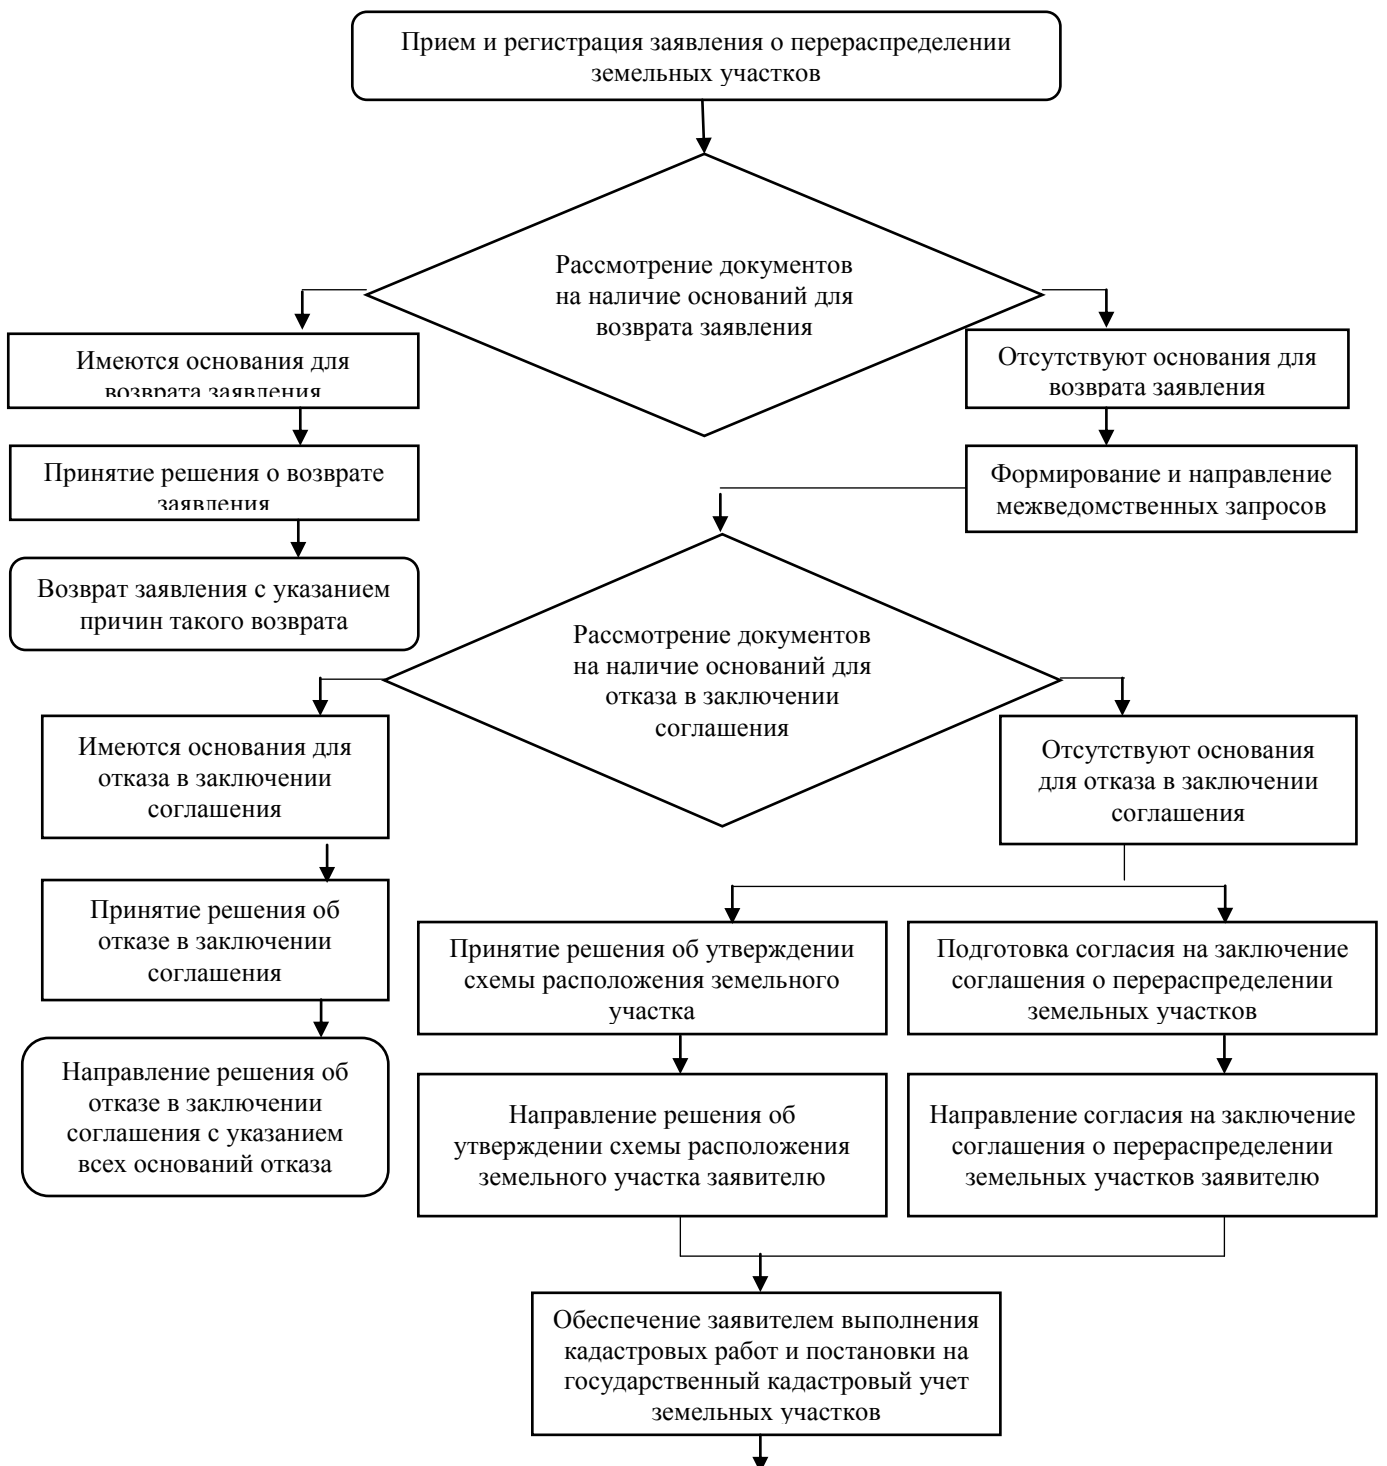 Прием и регистрация заявления о перераспределении
земельных участков
Рассмотрение документов
на наличие оснований для
возврата заявления
Имеются основания для
возврата заявления
Отсутствуют основания для
возврата заявления
Принятие решения о возврате
заявления
Формирование и направление
межведомственных запросов
Возврат заявления с указанием
причин такого возврата
Рассмотрение документов
на наличие оснований для
отказа в заключении
соглашения
Имеются основания для
отказа в заключении
соглашения
Отсутствуют основания
для отказа в заключении
соглашения
Принятие решения об
отказе в заключении
соглашения
Принятие решения об утверждении
схемы расположения земельного
участка
Подготовка согласия на заключение
соглашения о перераспределении
земельных участков
Направление решения об
отказе в заключении
соглашения с указанием
всех оснований отказа
Направление решения об
утверждении схемы расположения
земельного участка заявителю
Направление согласия на заключение
соглашения о перераспределении
земельных участков заявителю
Обеспечение заявителем выполнения
кадастровых работ и постановки на
государственный кадастровый учет
земельных участков